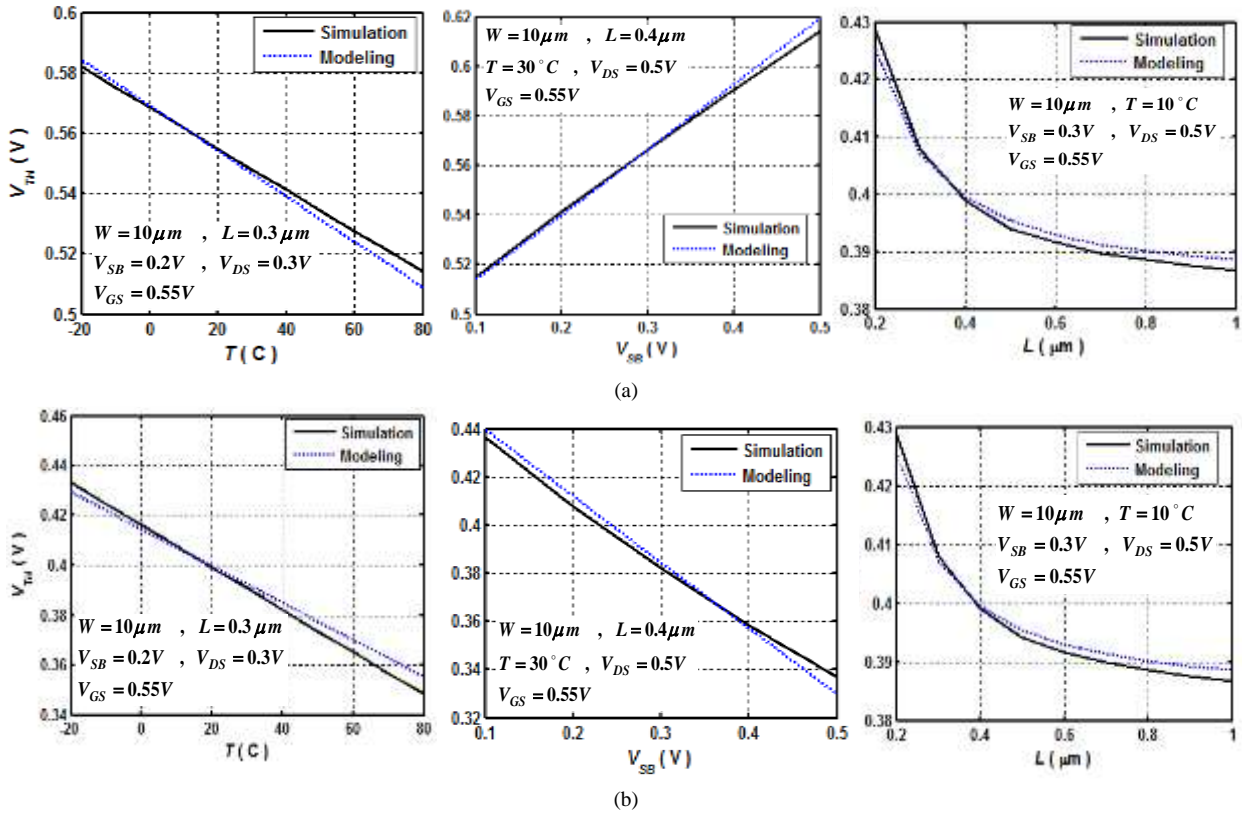 0.6
0.58
0.56
0.54
0.52
0.5
V_TH (V)
Simulation
Modeling
W = 10μm , L = 0.3 μm
V_SB = 0.2V , V_DS = 0.3V
V_GS = 0.55V
-20 0 20 40 60 80
T ( C )
0.62
0.6
0.58
0.56
0.54
0.52
0.5
W = 10μm , L = 0.4μm
T = 30°C , V_DS = 0.5V
V_GS = 0.55V
Simulation
Modeling
0.1 0.2 0.3 0.4 0.5
V_SB (V)
0.43
0.42
0.41
0.4
0.39
0.38
Simulation
Modeling
W = 10μm , T = 10°C
V_SB = 0.3V , V_DS = 0.5V
V_GS = 0.55V
0.2 0.4 0.6 0.8 1
L ( μm)
(a)
0.46
0.44
0.42
0.4
0.38
0.36
0.34
(V)
Simulation
Modeling
W = 10μm , L = 0.3 μm
V_SB = 0.2V , V_DS = 0.3V
V_GS = 0.55V
-20 0 20 40 60 80
T ( C )
0.44
0.42
0.4
0.38
0.36
0.34
0.32
Simulation
Modeling
W = 10μm , L = 0.4μm
T = 30°C , V_DS = 0.5V
V_GS = 0.55V
0.1 0.2 0.3 0.4 0.5
V_SB (V)
0.43
0.42
0.41
0.4
0.39
0.38
Simulation
Modeling
W = 10μm , T = 10°C
V_SB = 0.3V , V_DS = 0.5V
V_GS = 0.55V
0.2 0.4 0.6 0.8 1
L ( μm)
(b)